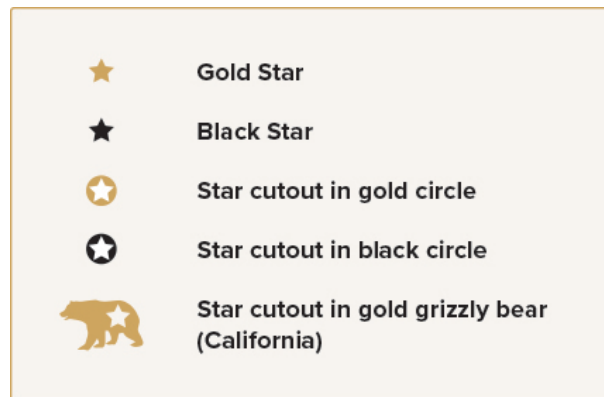 Gold Star
Black Star
Star cutout in gold circle
Star cutout in black circle
Star cutout in gold grizzly bear
(California)